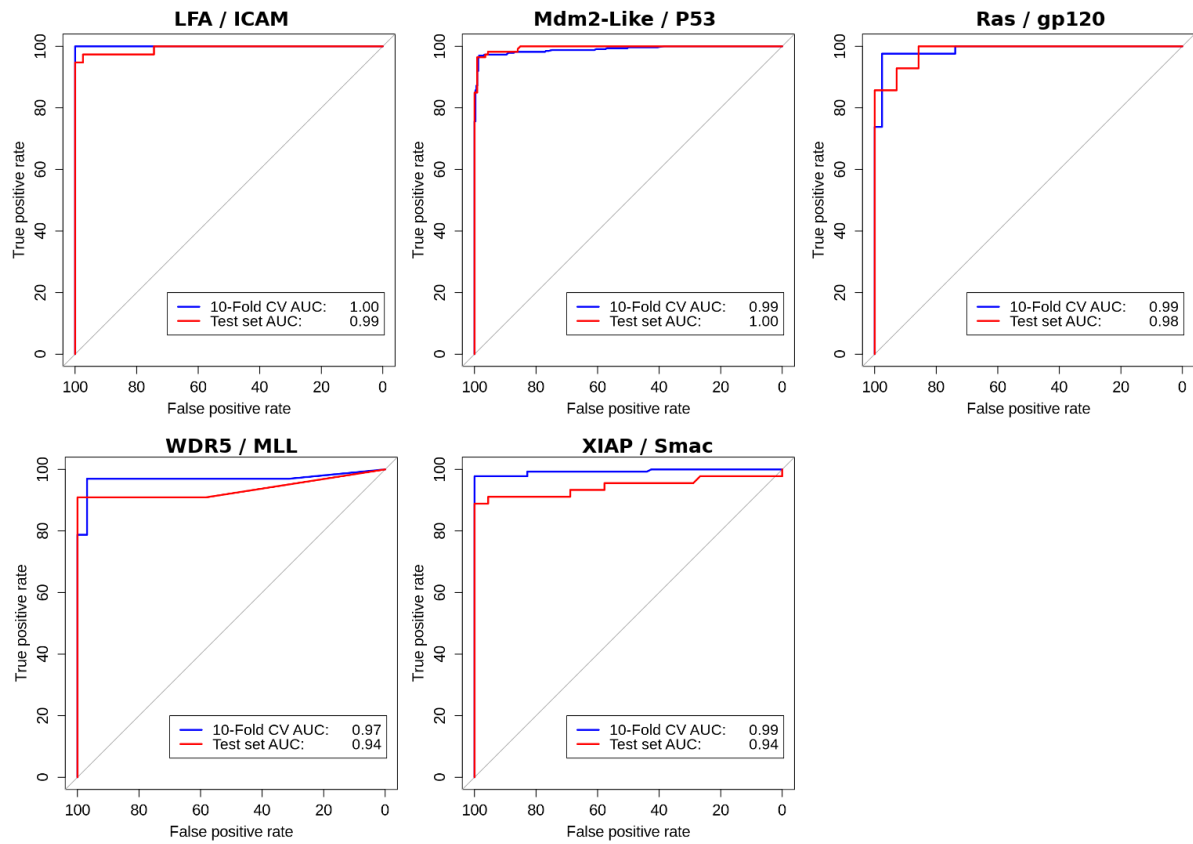 LFA / ICAM
True positive rate
100
80
60
40
20
0
10-Fold CV AUC: 1.00
Test set AUC: 0.99
100 80 60 40 20 0
False positive rate
Mdm2-Like / P53
True positive rate
100
80
60
40
20
0
10-Fold CV AUC: 0.99
Test set AUC: 1.00
100 80 60 40 20 0
False positive rate
Ras / gp120
True positive rate
100
80
60
40
20
0
10-Fold CV AUC: 0.99
Test set AUC: 0.98
100 80 60 40 20 0
False positive rate
WDR5 / MLL
True positive rate
100
80
60
40
20
0
10-Fold CV AUC: 0.97
Test set AUC: 0.94
100 80 60 40 20 0
False positive rate
XIAP / Smac
True positive rate
100
80
60
40
20
0
10-Fold CV AUC: 0.99
Test set AUC: 0.94
100 80 60 40 20 0
False positive rate